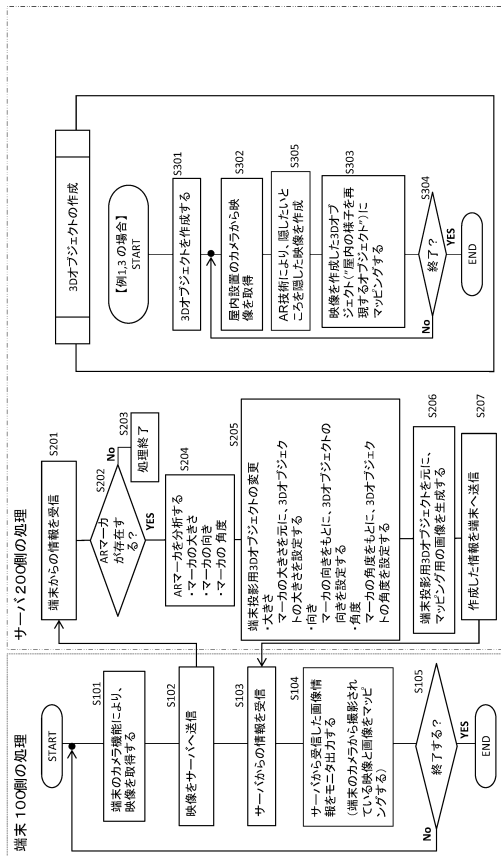 端末 100側の処理
START
S101
端末のカメラ機能により、
映像を取得する
S102
映像をサーバへ送信
S103
サーバからの情報を受信
S104
サーバから受信した画像情
報をモニタ出力する
(端末のカメラから撮影され
ている映像と画像をマッピ
ングする)
S105
終了する?
No
YES
END
サーバ 200側の処理
S201
端末からの情報を受信
S202
ARマーカ
が存在す
る?
No
S203
処理終了
YES
S204
ARマーカを分析する
・マーカの大きさ
・マーカの向き
・マーカの 角度
S205
端末投影用3Dオブジェクトの変更
・大きさ
マーカの大きさを元に、3Dオブジェク
トの大きさを設定する
・向き
マーカの向きをもとに、3Dオブジェクトの
向きを設定する
・角度
マーカの角度をもとに、3Dオブジェク
トの角度を設定する
S206
端末投影用3Dオブジェクトを元に、
マッピング用の画像を生成する
S207
作成した情報を端末へ送信
3Dオブジェクトの作成
【例1,3 の場合】
START
S301
3Dオブジェクトを作成する
S302
屋内設置のカメラから映
像を取得
S305
AR技術により、隠したいと
ころを隠した映像を作成
S303
映像を作成した3Dオブ
ジェクト("屋内の様子を再
現するオブジェクト")に
マッピングする
S304
終了?
No
YES
END